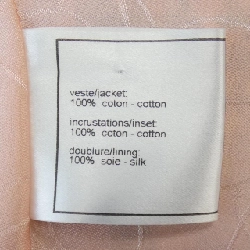 veste/jacket:
100% coton - cotton
incrustations/inset:
100% coton - cotton
doublure/lining:
100% soie - silk